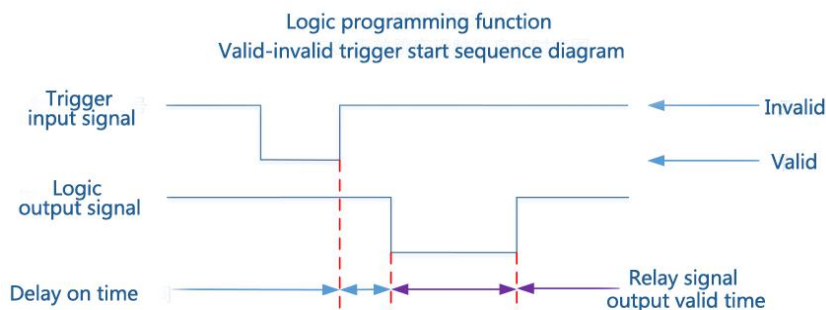 Logic programming function
Valid-invalid trigger start sequence diagram
Trigger
input signal
Invalid
Valid
Logic
output signal
Delay on time
Relay signal
output valid time